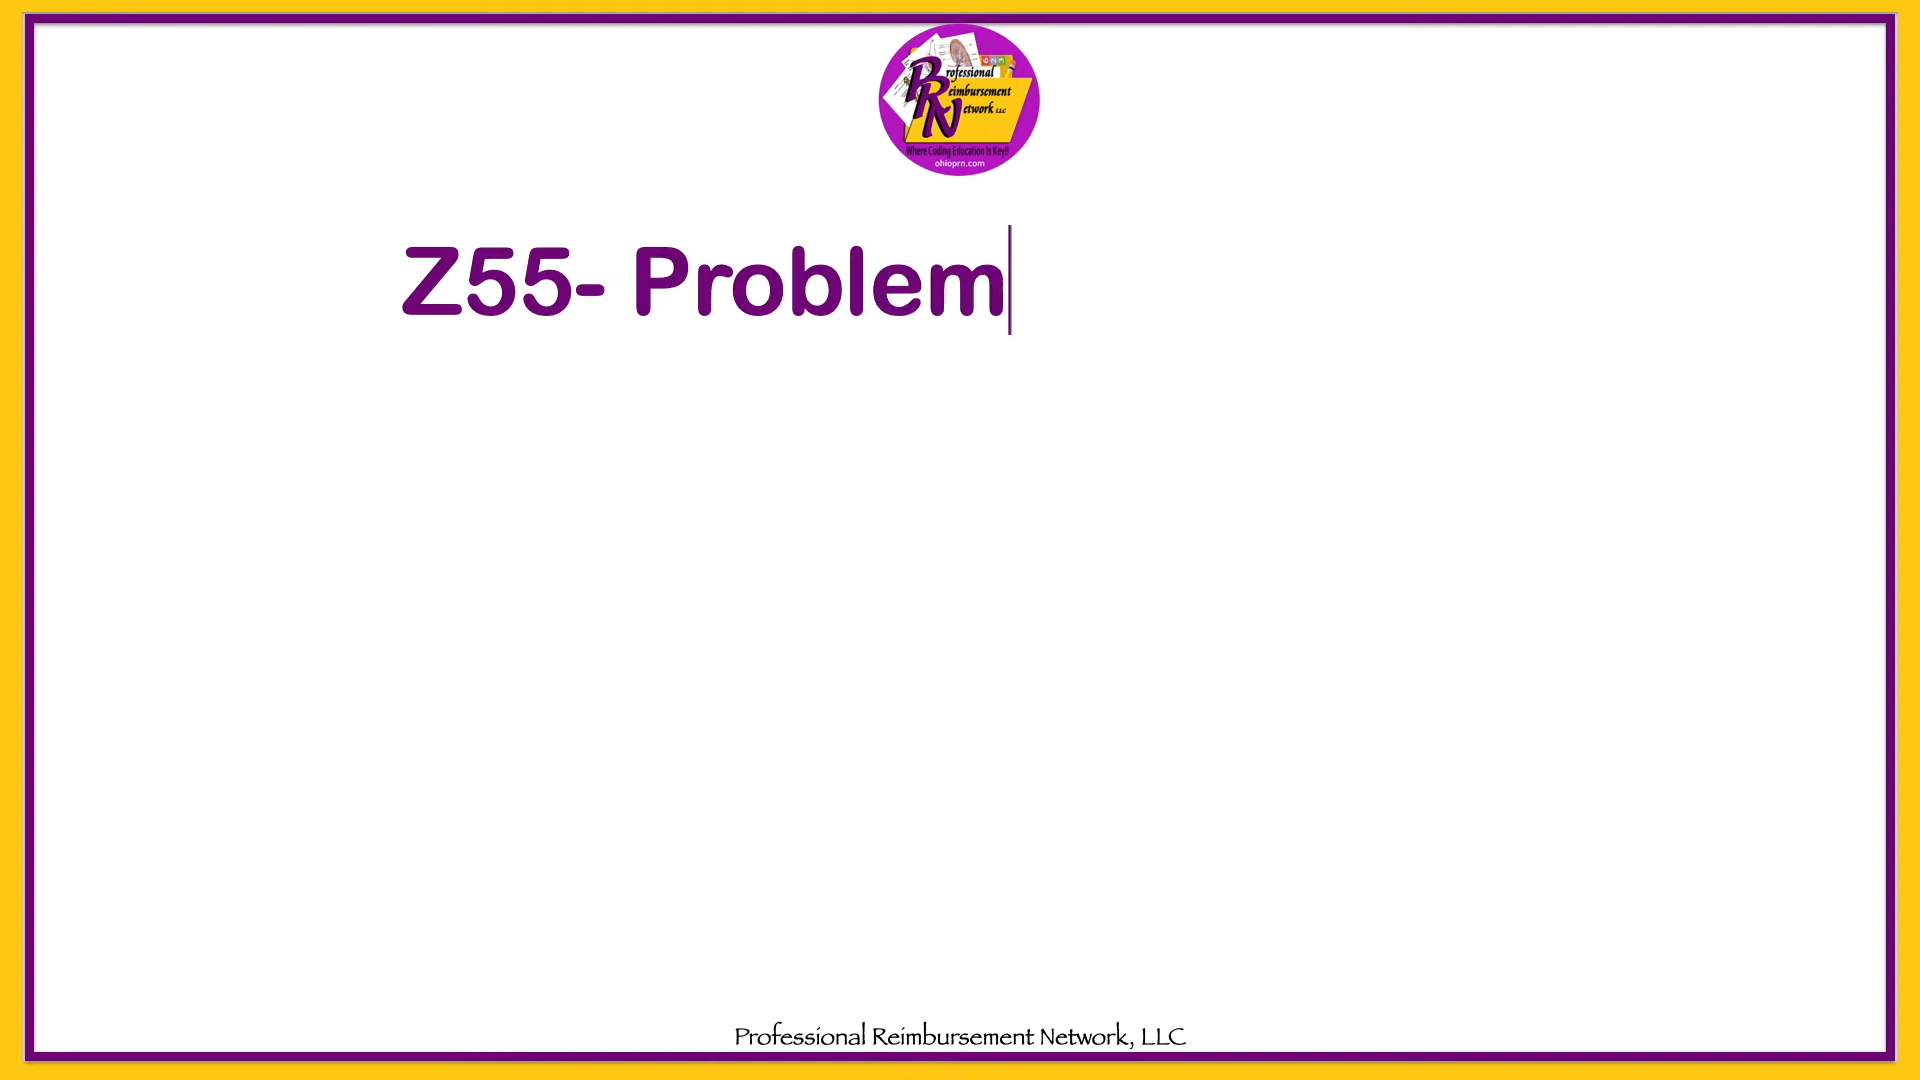 Professional
Reimbursement
Network LLC
Where Coding Education Is Key!!
ohioprn.com
Z55- Problem
Professional Reimbursement Network, LLC